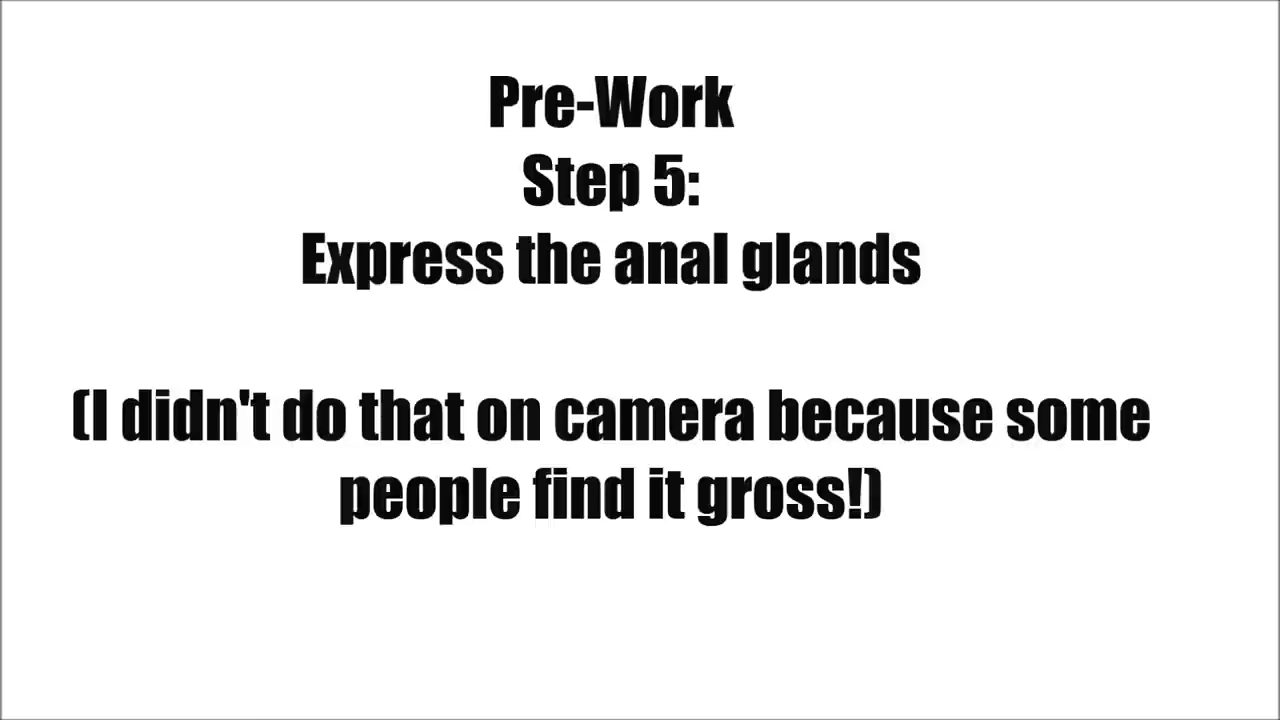 Pre-Work
Step 5:
Express the anal glands
(I didn't do that on camera because some
people find it gross!)